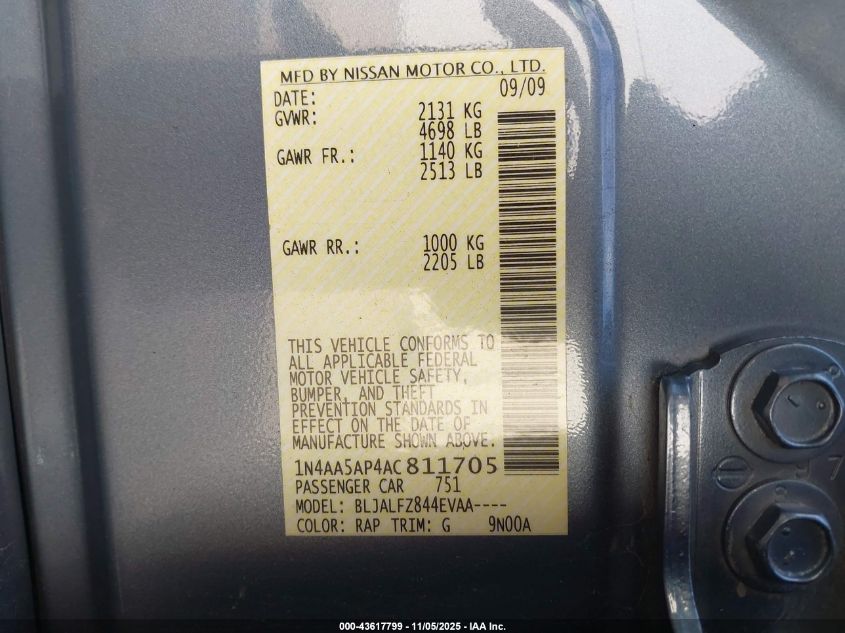 MFD BY NISSAN MOTOR CO., LTD.
DATE: 09/09
GVWR: 2131 KG
4698 LB
GAWR FR.: 1140 KG
2513 LB
GAWR RR.: 1000 KG
2205 LB
THIS VEHICLE CONFORMS TO
ALL APPLICABLE FEDERAL
MOTOR VEHICLE SAFETY,
BUMPER, AND THEFT
PREVENTION STANDARDS IN
EFFECT ON THE DATE OF
MANUFACTURE SHOWN ABOVE.
1N4AA5AP4AC811705
PASSENGER CAR 751
MODEL: BLJALFZ844EVAA----
COLOR: RAP TRIM: G 9N00A
000-43617799 - 11/05/2025 - IAA Inc.